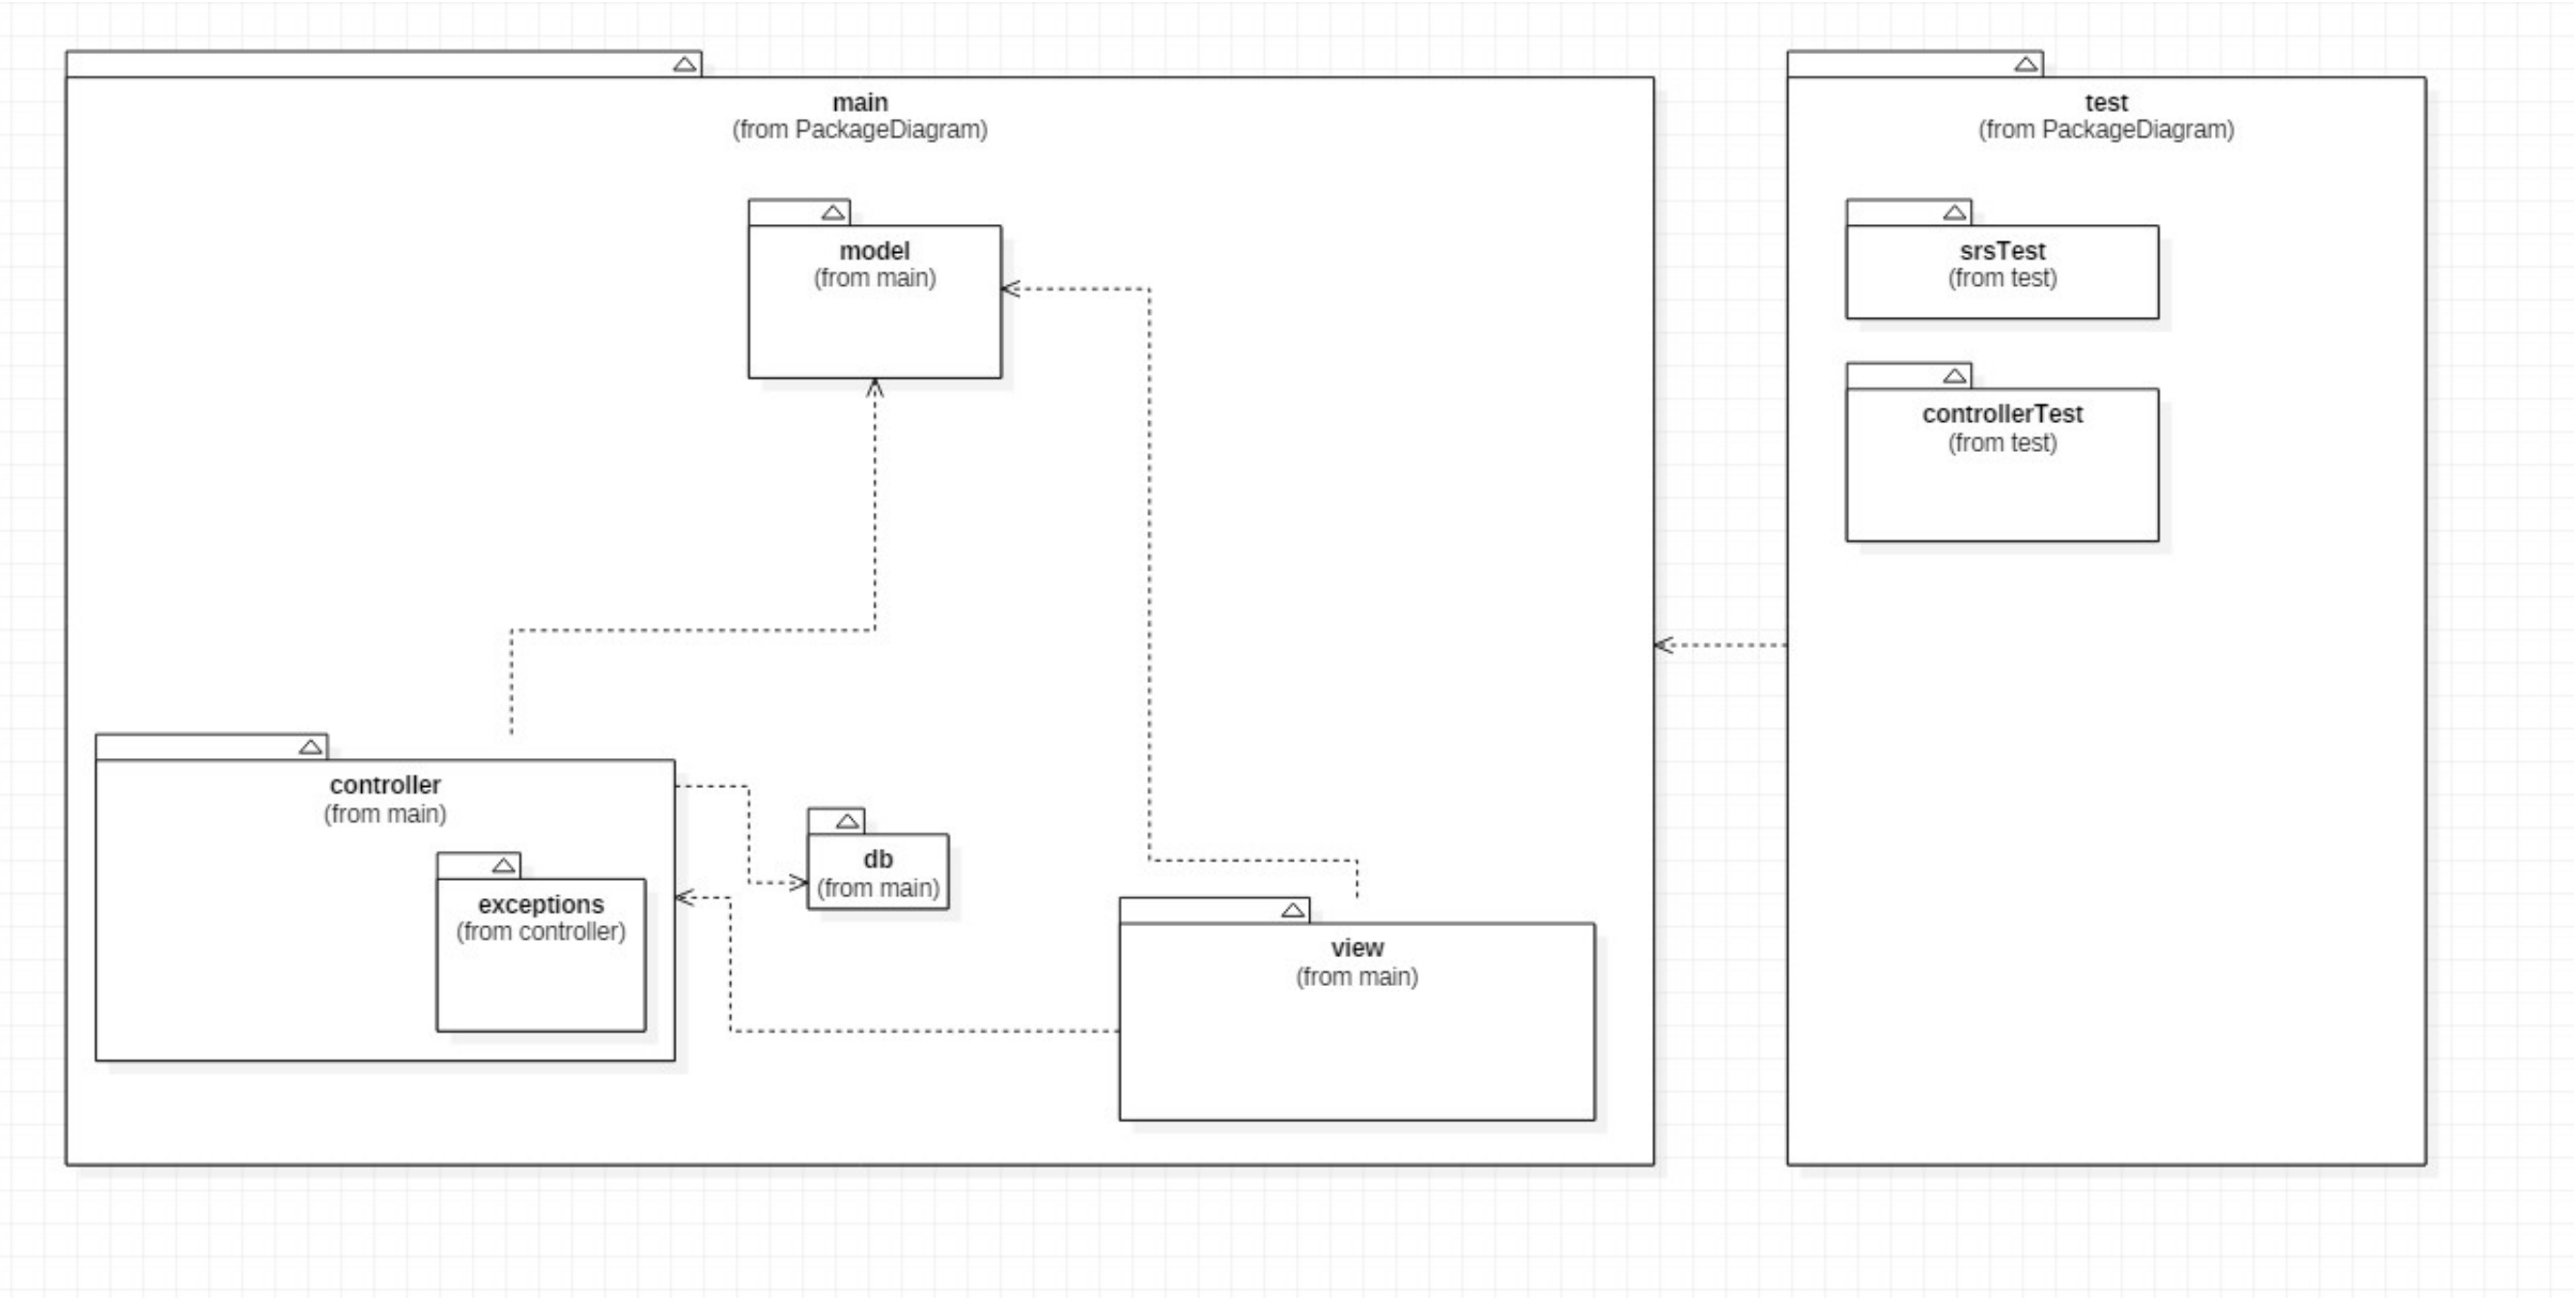 main
(from PackageDiagram)
model
(from main)
controller
(from main)
exceptions
(from controller)
db
(from main)
view
(from main)
test
(from PackageDiagram)
srsTest
(from test)
controllerTest
(from test)